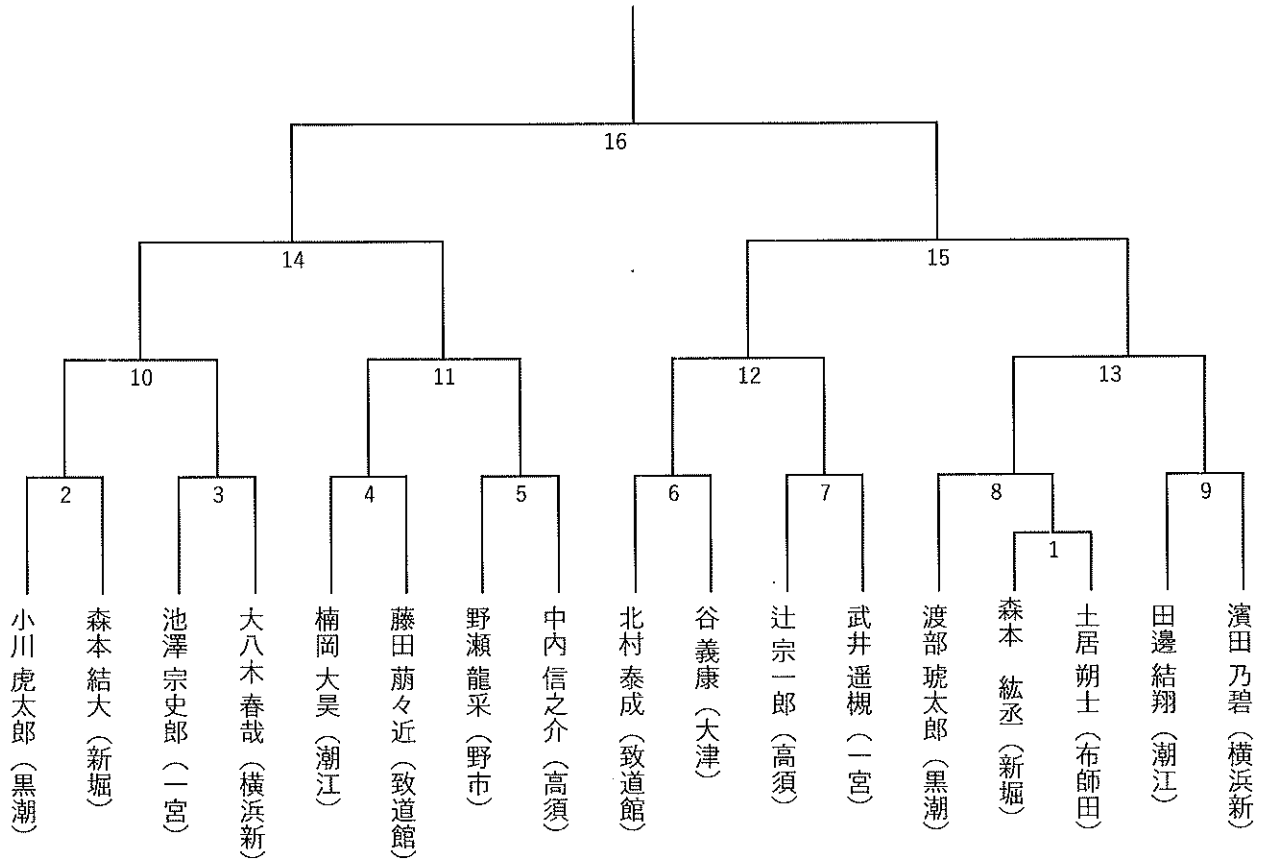 16
14
15
10
11
12
13
2
3
4
5
6
7
8
9
1
小川 虎太郎（黒潮）
森本 結大（新堀）
池澤 宗史郎（一宮）
大八木 春哉（横浜新）
楠岡 大昊（潮江）
藤田 萠々近（致道館）
野瀬 龍采（野市）
中内 信之介（高須）
北村 泰成（致道館）
谷 義康（大津）
辻 宗一郎（高須）
武井 遥槻（一宮）
渡部 琥太郎（黒潮）
森本 紘丞（新堀）
土居 朔士（布師田）
田邊 結翔（潮江）
濱田 乃碧（横浜新）